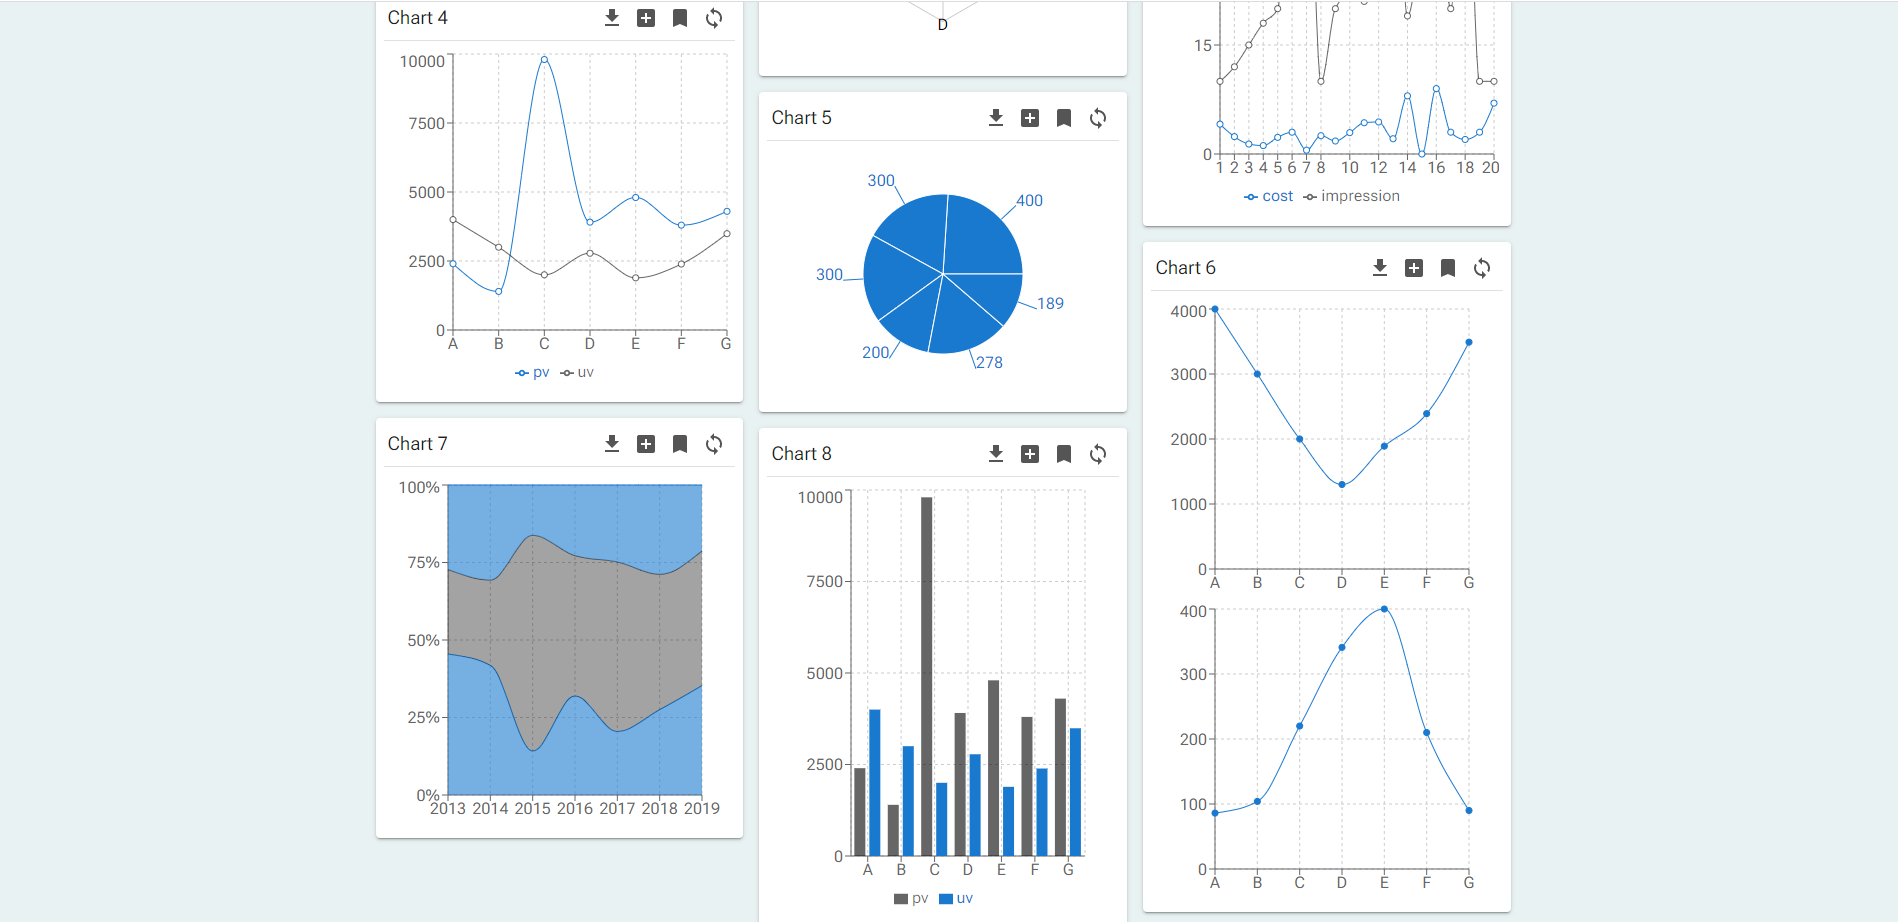 Chart 4
10000
7500
5000
2500
0
A B C D E F G
pv uv
D
Chart 5
300
400
300
189
200
278
15
0
1 2 3 4 5 6 7 8 10 12 14 16 18 20
cost impression
Chart 6
4000
3000
2000
1000
0
A B C D E F G
400
300
200
100
0
A B C D E F G
Chart 7
100%
75%
50%
25%
0%
2013 2014 2015 2016 2017 2018 2019
Chart 8
10000
7500
5000
2500
0
A B C D E F G
pv uv